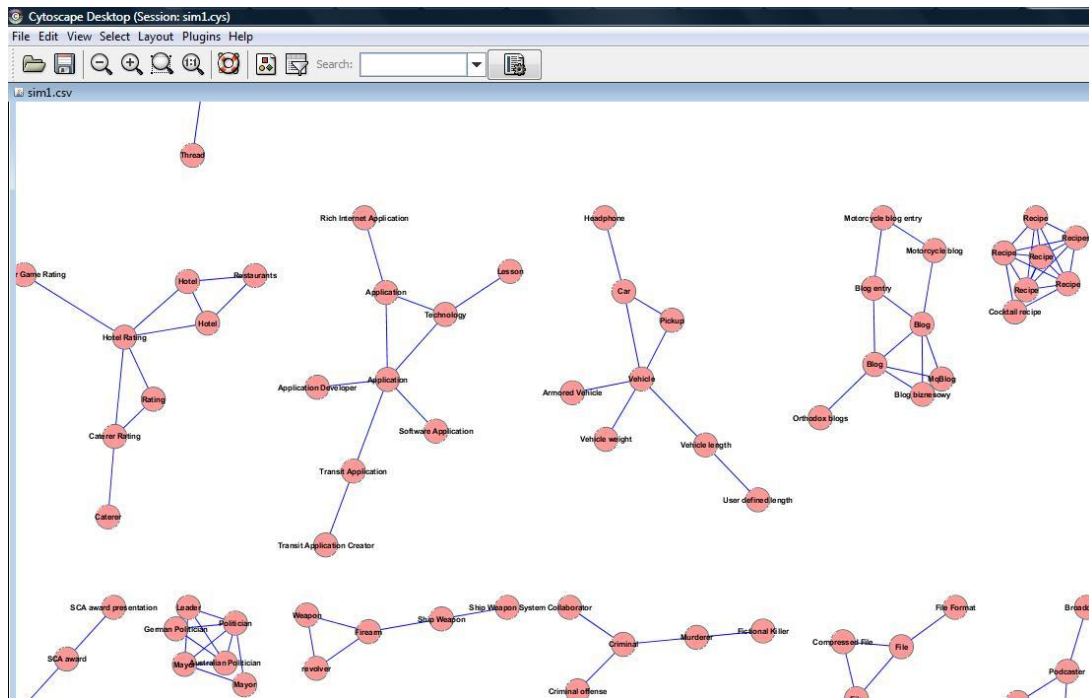 Cytoscape Desktop (Session: sim1.cys)
File Edit View Select Layout Plugins Help
Search:
sim1.csv
Thread
Rich Internet Application
Headphone
Motorcycle blog entry
Recipe
Recipes
Motorcycle blog
Recipe
Recipe
r Game Rating
Hotel
Restaurants
Lesson
Application
Car
Blog entry
Recipe
Recipe
Technology
Cocktail recipe
Hotel
Pickup
Blog
Hotel Rating
Blog
Application
Vehicle
MqBlog
Application Developer
Armored Vehicle
Blog biznesowy
Rating
Orthodox blogs
Software Application
Caterer Rating
Vehicle weight
Vehicle length
Transit Application
User defined length
Caterer
Transit Application Creator
SCA award presentation
Leader
Weapon
Ship Weapon System Collaborator
File Format
Broadc
Politician
Ship Weapon
German Politician
Firearm
Fictional Killer
Murderer
Criminal
Compressed File
File
SCA award
Mayor
Australian Politician
revolver
Podcaster
Mayor
Criminal offense